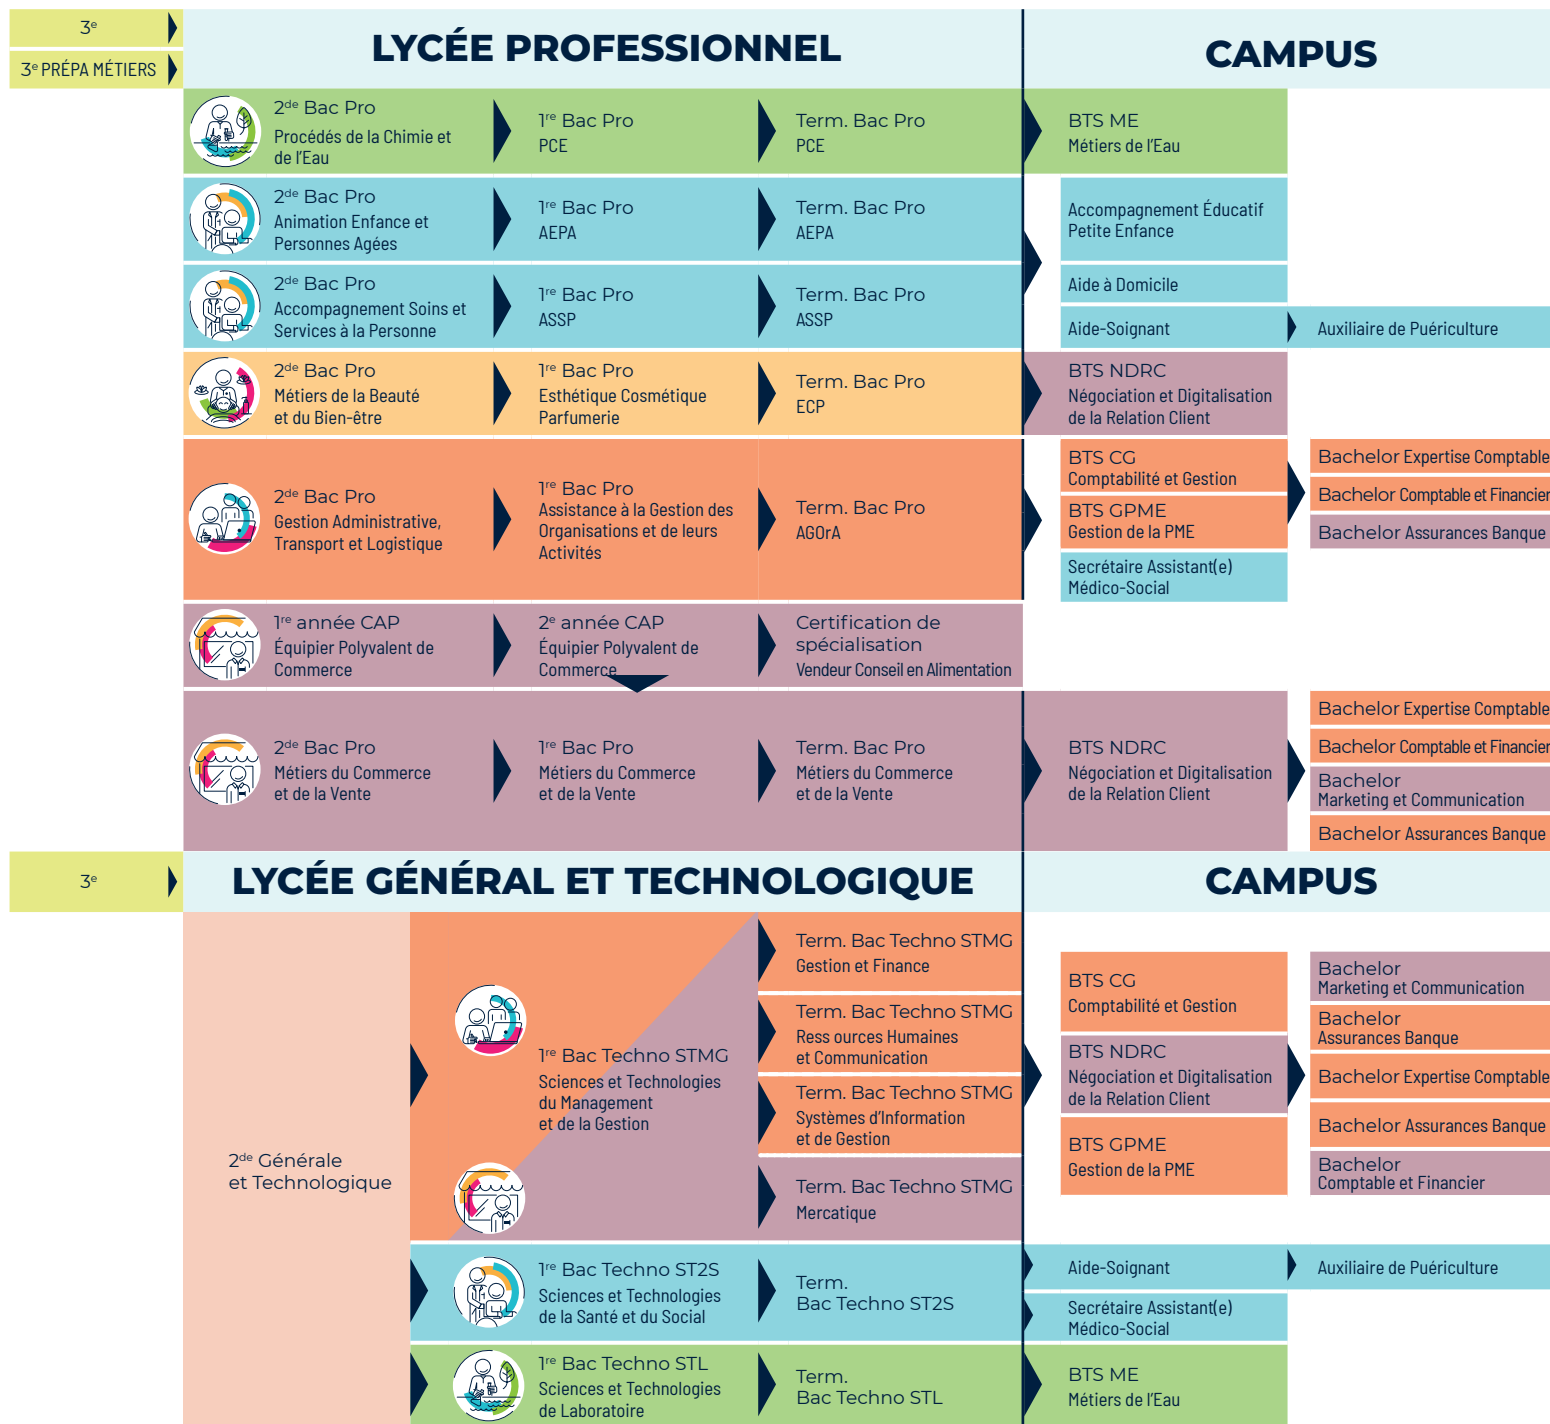 3e
3e PRÉPA MÉTIERS
LYCÉE PROFESSIONNEL
CAMPUS
2de Bac Pro
Procédés de la Chimie et
de l'Eau
1re Bac Pro
PCE
Term. Bac Pro
PCE
BTS ME
Métiers de l'Eau
2de Bac Pro
Animation Enfance et
Personnes Agées
1re Bac Pro
AEPA
Term. Bac Pro
AEPA
Accompagnement Éducatif
Petite Enfance
2de Bac Pro
Accompagnement Soins et
Services à la Personne
1re Bac Pro
ASSP
Term. Bac Pro
ASSP
Aide à Domicile
Aide-Soignant
Auxiliaire de Puériculture
2de Bac Pro
Métiers de la Beauté
et du Bien-être
1re Bac Pro
Esthétique Cosmétique
Parfumerie
Term. Bac Pro
ECP
BTS NDRC
Négociation et Digitalisation
de la Relation Client
2de Bac Pro
Gestion Administrative,
Transport et Logistique
1re Bac Pro
Assistance à la Gestion des
Organisations et de leurs
Activités
Term. Bac Pro
AGOrA
BTS CG
Comptabilité et Gestion
BTS GPME
Gestion de la PME
Secrétaire Assistant(e)
Médico-Social
Bachelor Expertise Comptable
Bachelor Comptable et Financier
Bachelor Assurances Banque
1re année CAP
Équipier Polyvalent de
Commerce
2e année CAP
Équipier Polyvalent de
Commerce
Certification de
spécialisation
Vendeur Conseil en Alimentation
2de Bac Pro
Métiers du Commerce
et de la Vente
1re Bac Pro
Métiers du Commerce
et de la Vente
Term. Bac Pro
Métiers du Commerce
et de la Vente
BTS NDRC
Négociation et Digitalisation
de la Relation Client
Bachelor Expertise Comptable
Bachelor Comptable et Financier
Bachelor
Marketing et Communication
Bachelor Assurances Banque
3e
LYCÉE GÉNÉRAL ET TECHNOLOGIQUE
CAMPUS
2de Générale
et Technologique
1re Bac Techno STMG
Sciences et Technologies
du Management
et de la Gestion
Term. Bac Techno STMG
Gestion et Finance
Term. Bac Techno STMG
Ress ources Humaines
et Communication
Term. Bac Techno STMG
Systèmes d'Information
et de Gestion
Term. Bac Techno STMG
Mercatique
BTS CG
Comptabilité et Gestion
BTS NDRC
Négociation et Digitalisation
de la Relation Client
BTS GPME
Gestion de la PME
Bachelor
Marketing et Communication
Bachelor
Assurances Banque
Bachelor Expertise Comptable
Bachelor Assurances Banque
Bachelor
Comptable et Financier
1re Bac Techno ST2S
Sciences et Technologies
de la Santé et du Social
Term.
Bac Techno ST2S
Aide-Soignant
Auxiliaire de Puériculture
Secrétaire Assistant(e)
Médico-Social
1re Bac Techno STL
Sciences et Technologies
de Laboratoire
Term.
Bac Techno STL
BTS ME
Métiers de l'Eau